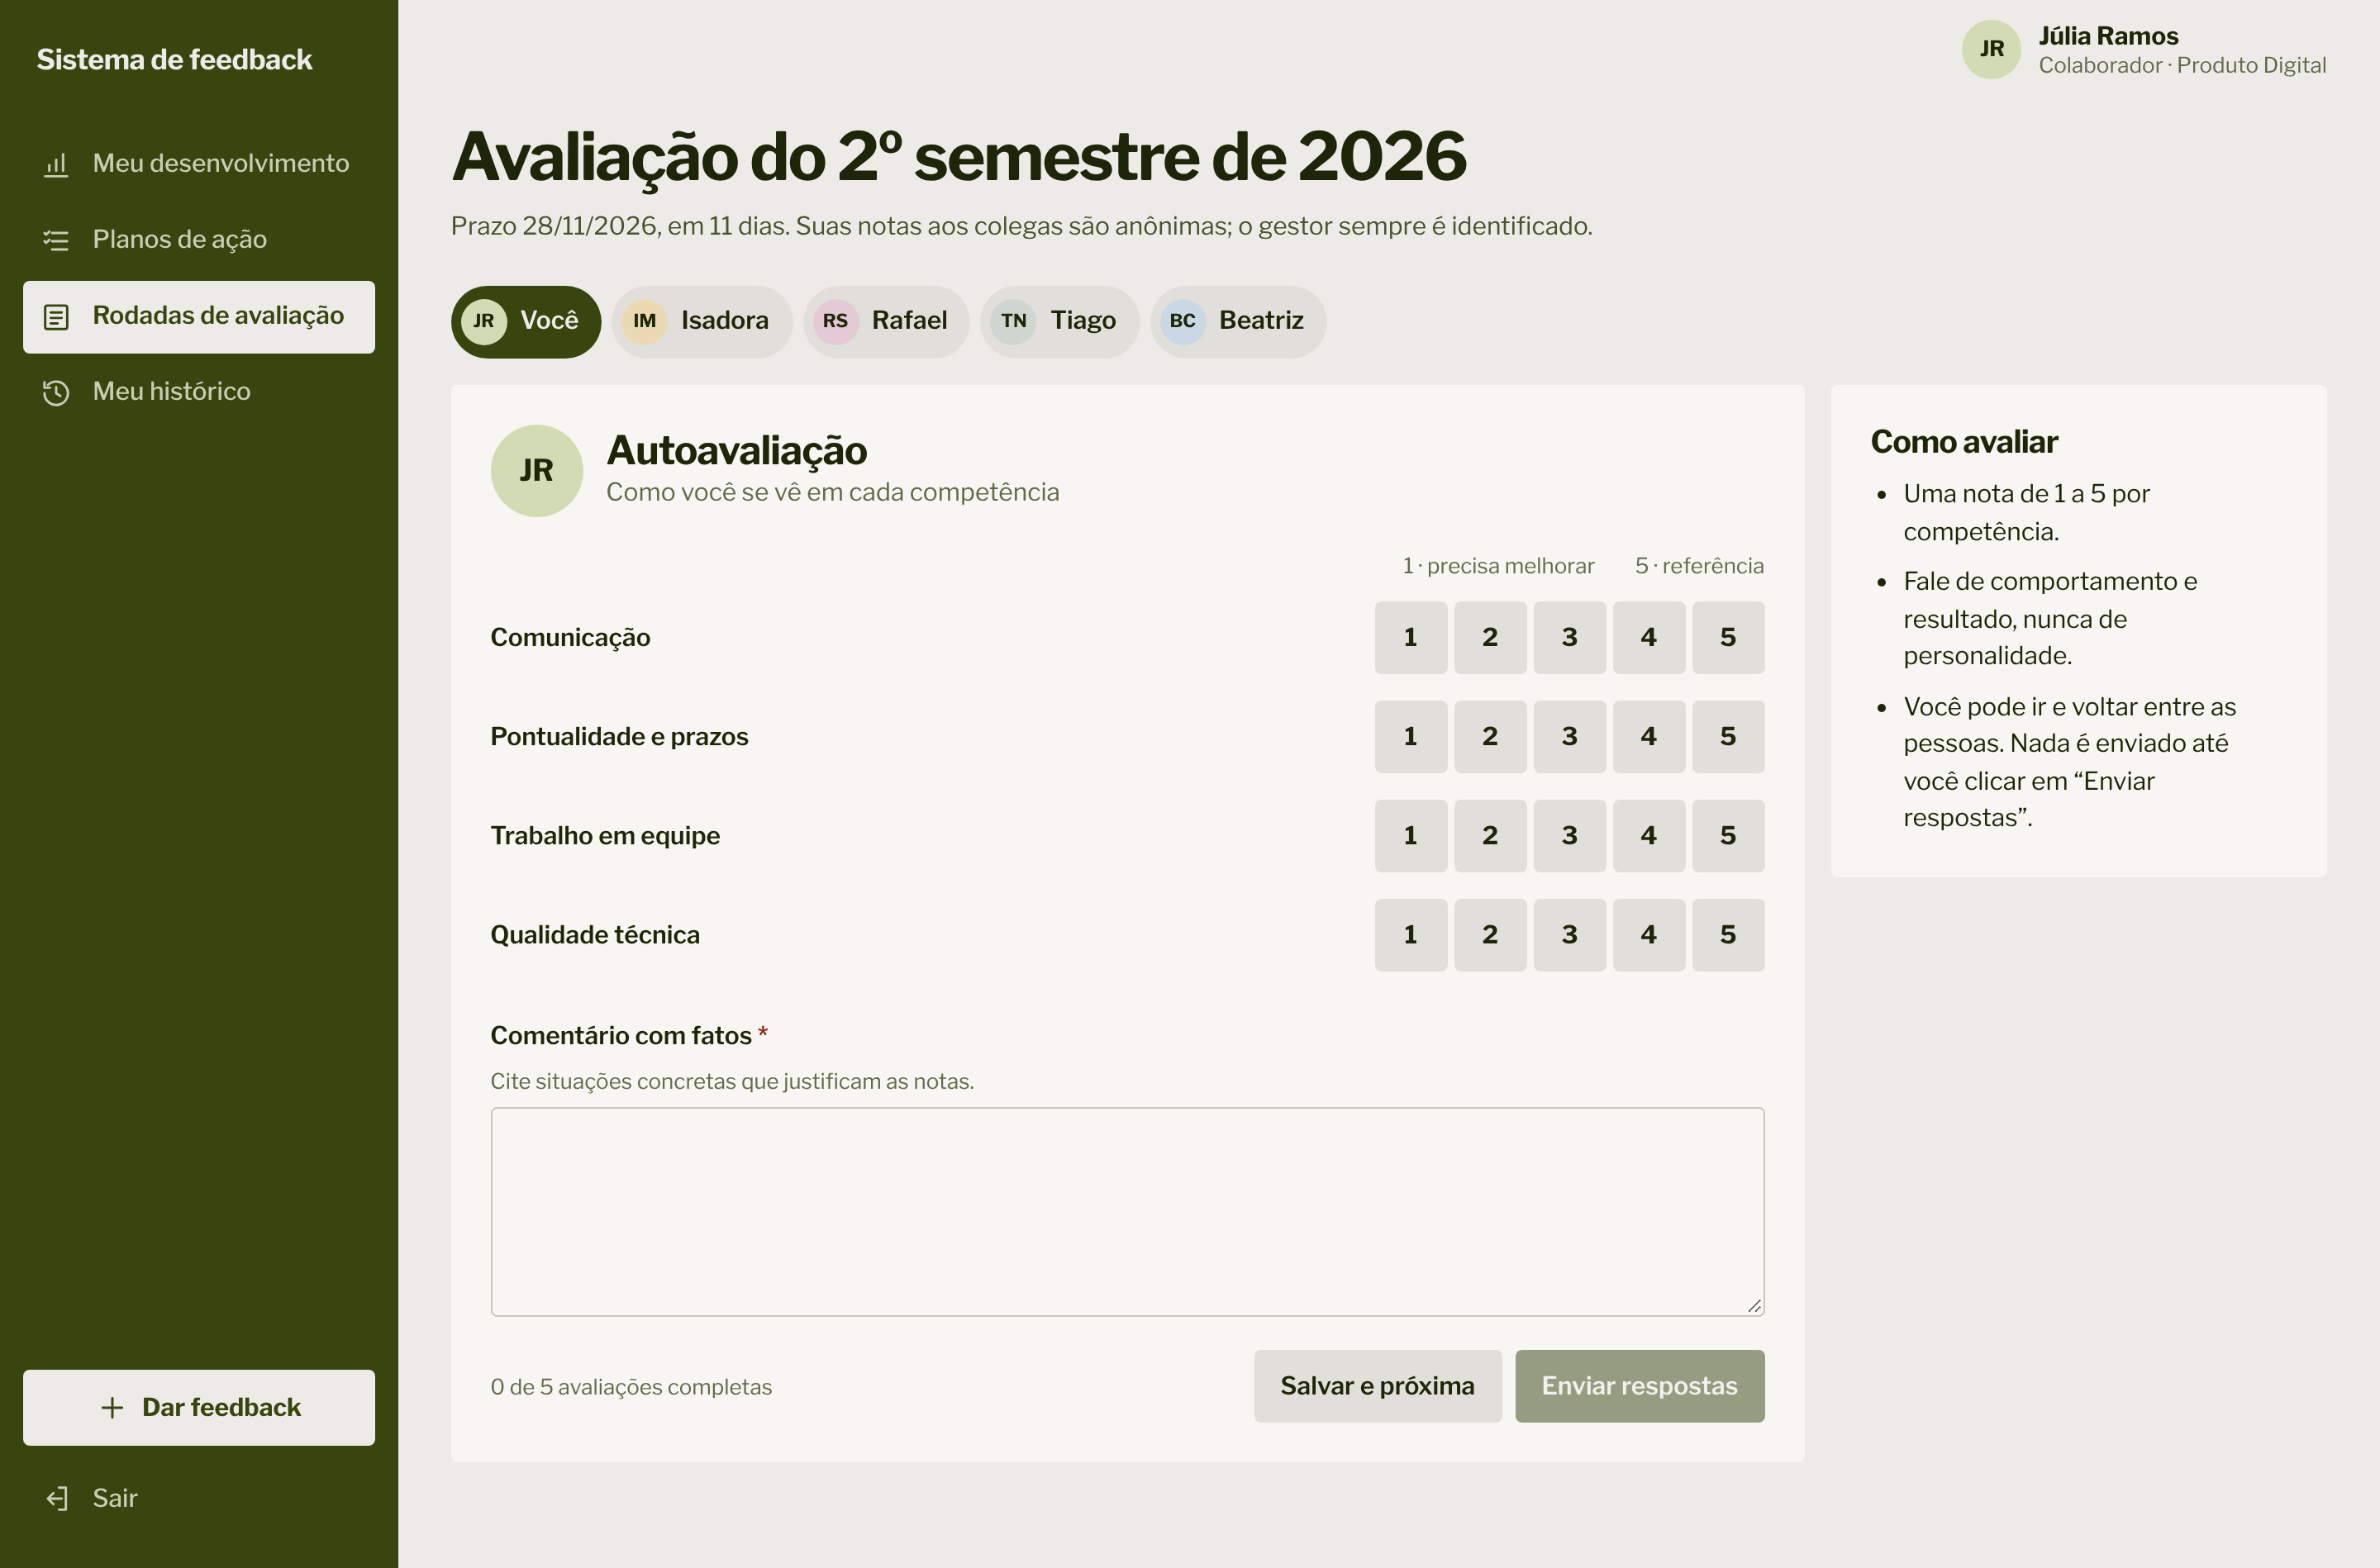 Sistema de feedback
Meu desenvolvimento
Planos de ação
Rodadas de avaliação
Meu histórico
Dar feedback
Sair
JR
Júlia Ramos
Colaborador · Produto Digital
Avaliação do 2º semestre de 2026
Prazo 28/11/2026, em 11 dias. Suas notas aos colegas são anônimas; o gestor sempre é identificado.
JR Você
IM Isadora
RS Rafael
TN Tiago
BC Beatriz
JR
Autoavaliação
Como você se vê em cada competência
1 · precisa melhorar 5 · referência
Comunicação 1 2 3 4 5
Pontualidade e prazos 1 2 3 4 5
Trabalho em equipe 1 2 3 4 5
Qualidade técnica 1 2 3 4 5
Comentário com fatos *
Cite situações concretas que justificam as notas.
0 de 5 avaliações completas
Salvar e próxima
Enviar respostas
Como avaliar
• Uma nota de 1 a 5 por
competência.
• Fale de comportamento e
resultado, nunca de
personalidade.
• Você pode ir e voltar entre as
pessoas. Nada é enviado até
você clicar em “Enviar
respostas”.